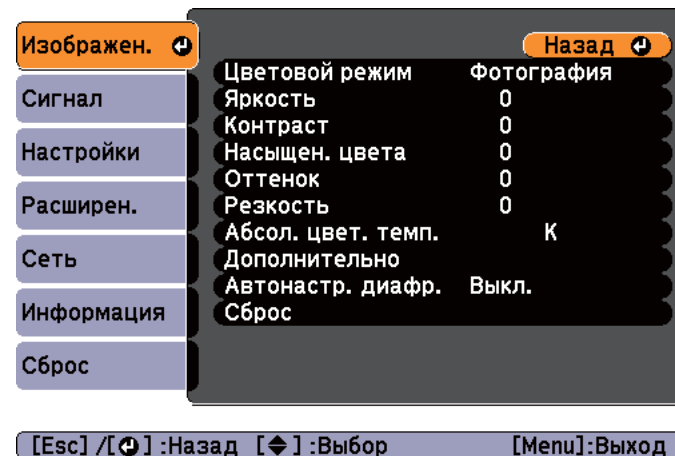 Изображен.
Сигнал
Настройки
Расширен.
Сеть
Информация
Сброс
Назад
Цветовой режим Фотография
Яркость 0
Контраст 0
Насыщен. цвета 0
Оттенок 0
Резкость 0
Абсол. цвет. темп. K
Дополнительно
Автонастр. диафр. Выкл.
Сброс
[Esc] /[ ] :Назад [ ] :Выбор [Menu]:Выход